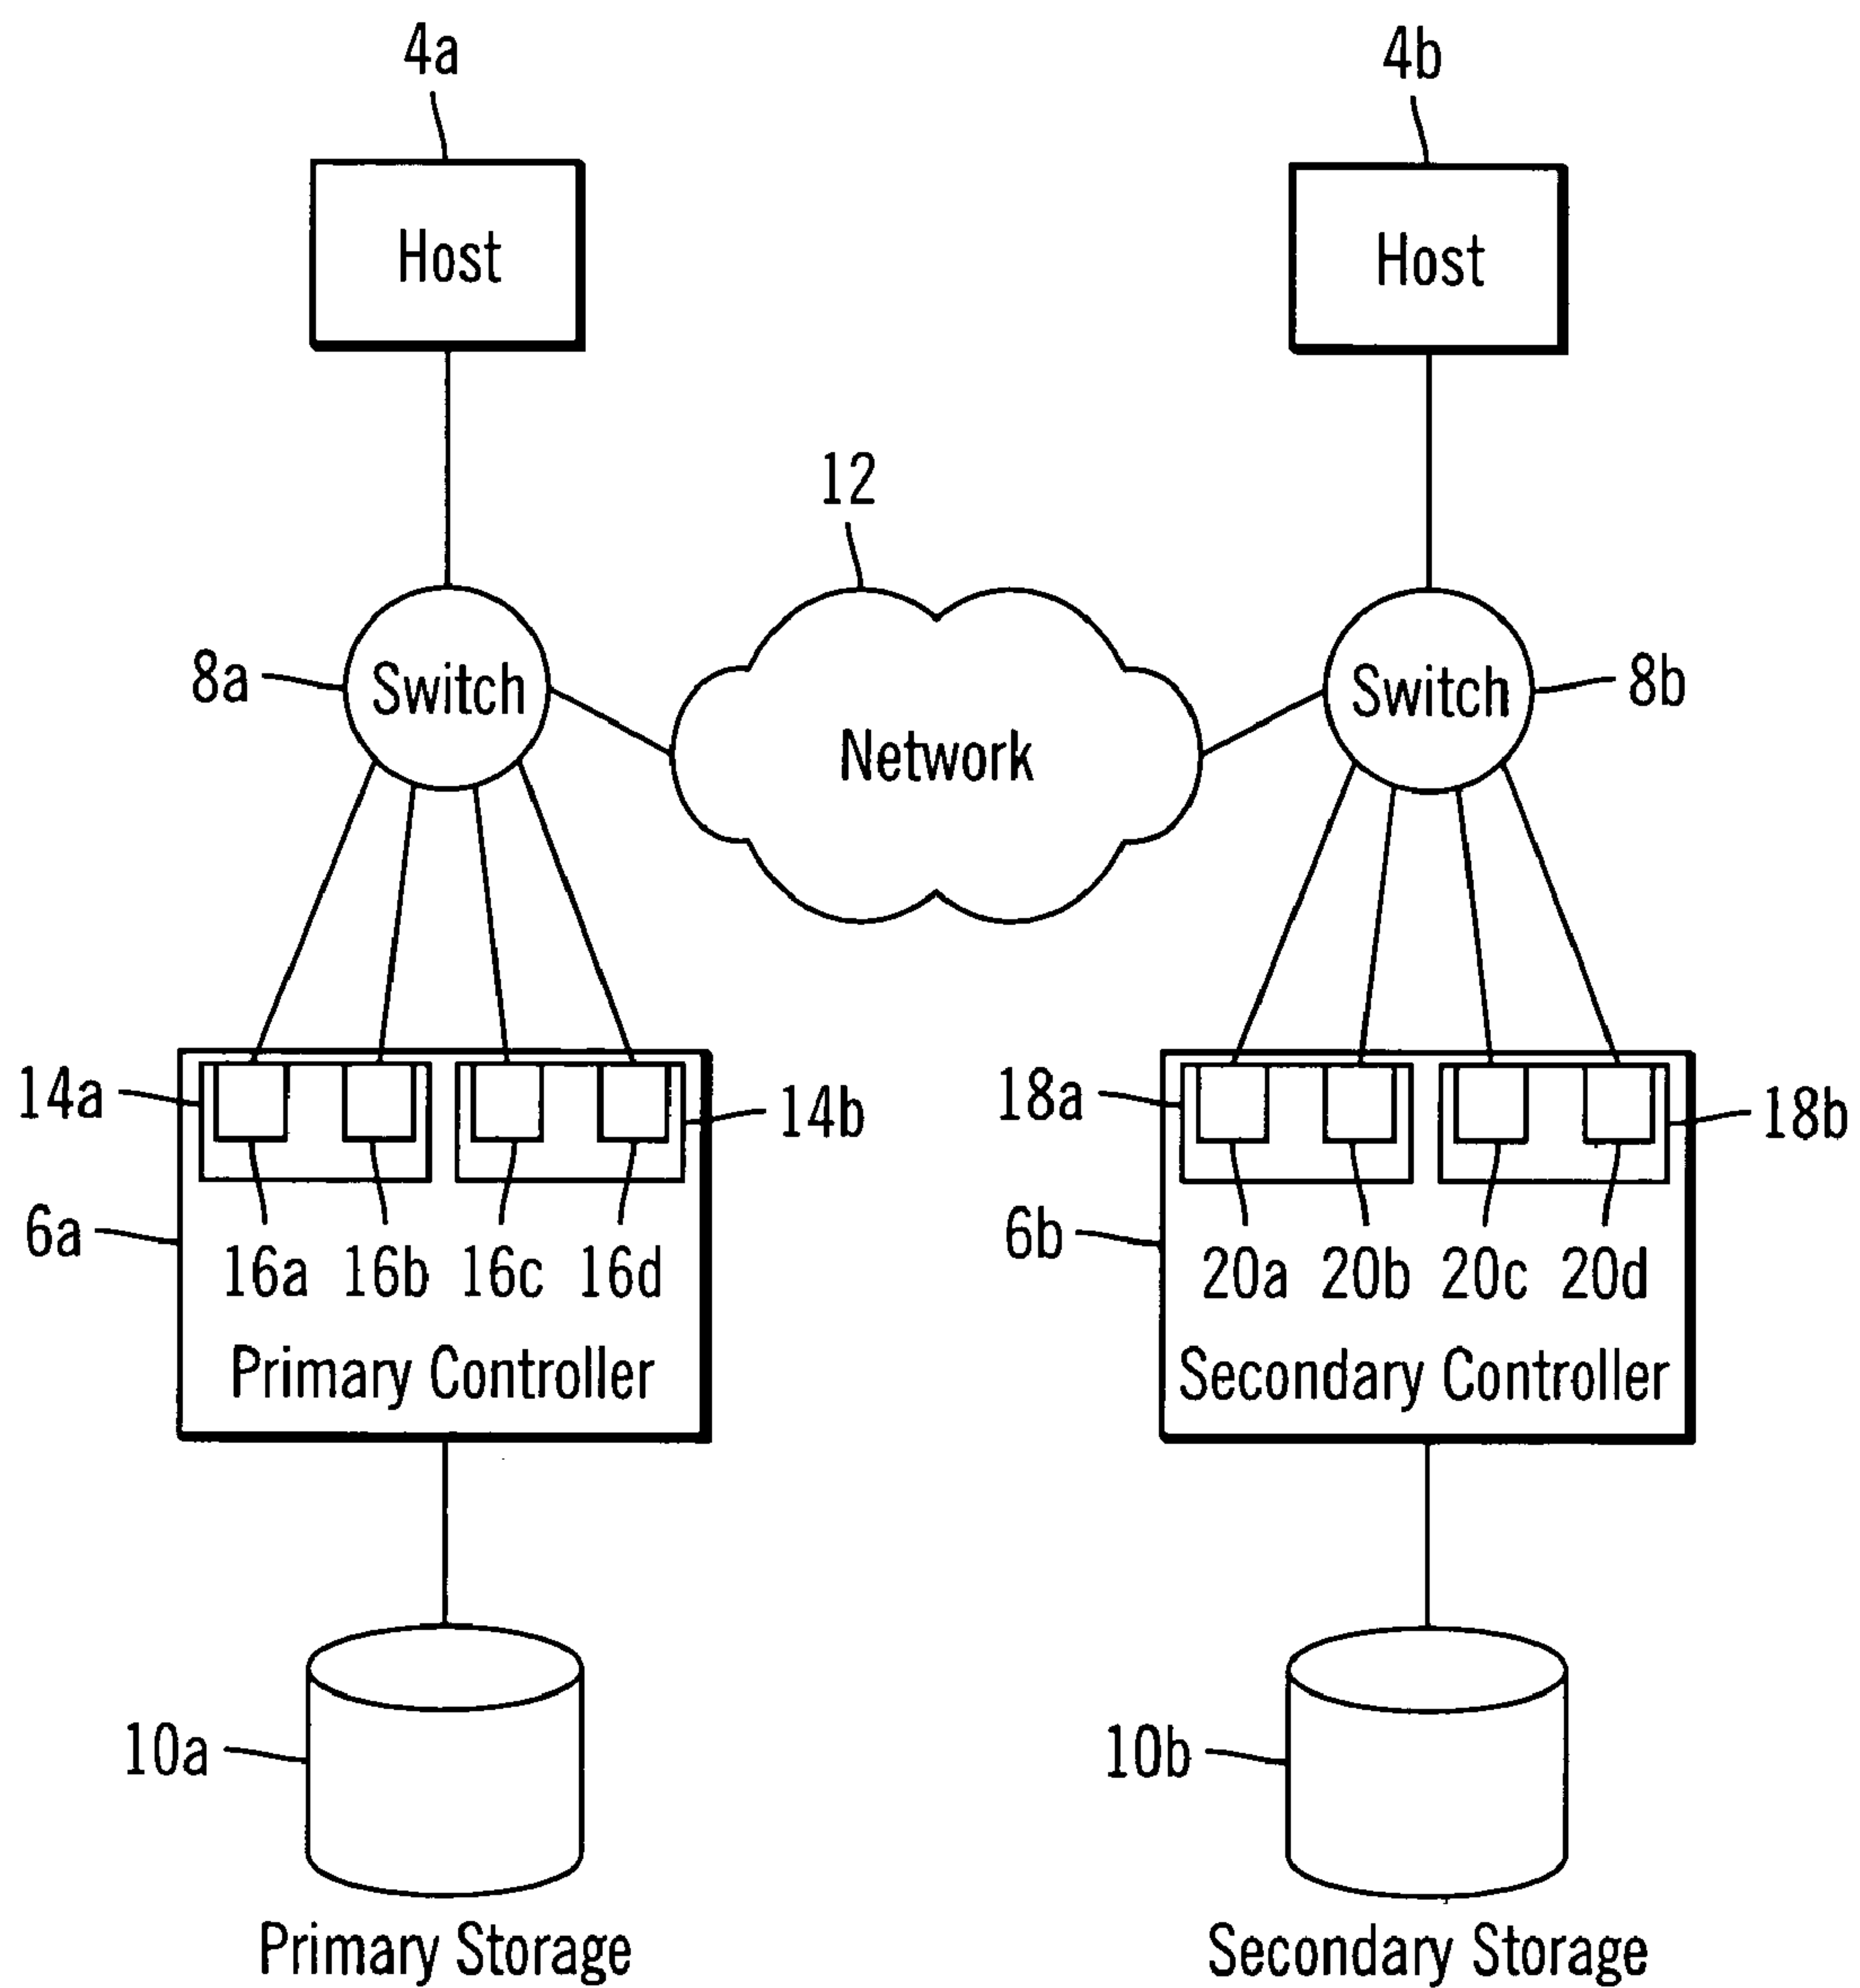 4a
4b
Host
Host
12
8a
Switch
Switch
8b
Network
14a
14b
18a
18b
6a
16a 16b 16c 16d
6b
20a 20b 20c 20d
Primary Controller
Secondary Controller
10a
10b
Primary Storage
Secondary Storage